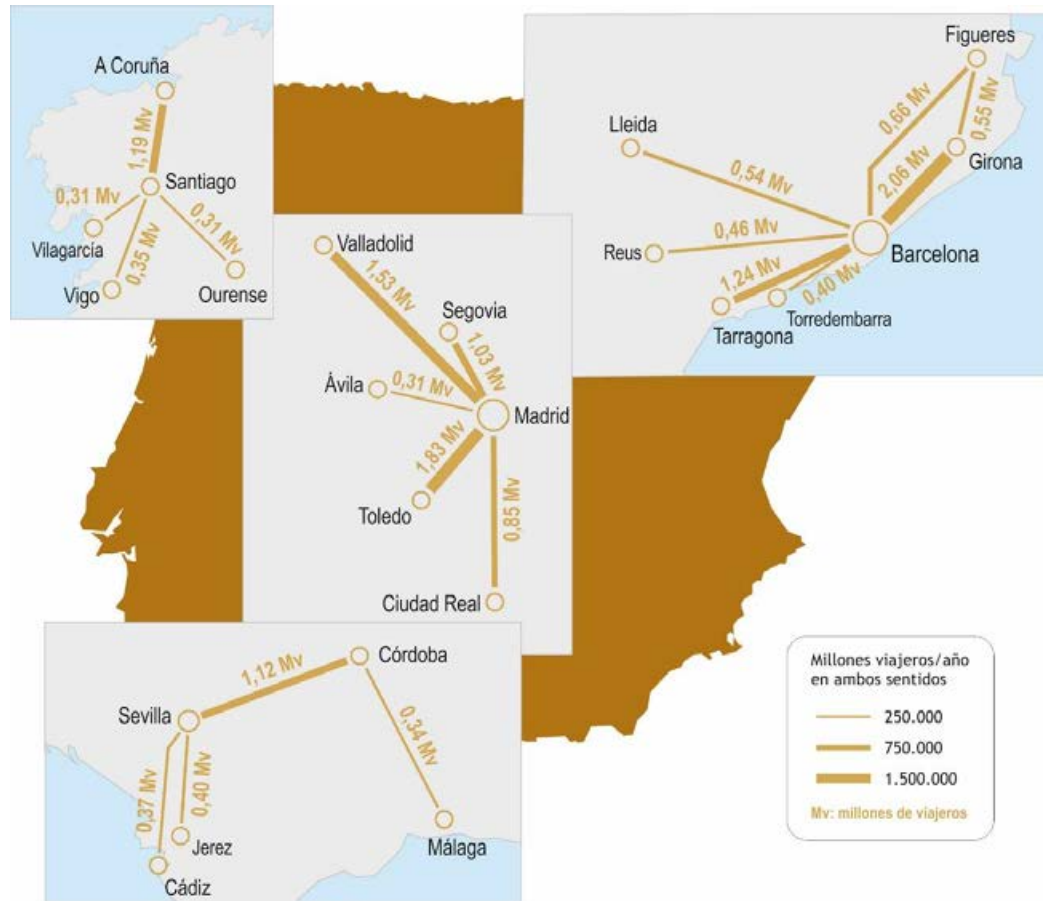 A Coruña
1,19 Mv
Santiago
0,31 Mv
Vilagarcía
0,35 Mv
Vigo
0,31 Mv
Ourense
Figueres
0,66 Mv
0,55 Mv
Lleida
Girona
2,06 Mv
0,54 Mv
Reus
0,46 Mv
Barcelona
1,24 Mv
0,40 Mv
Tarragona
Torredembarra
Valladolid
1,53 Mv
Segovia
1,03 Mv
Ávila
0,31 Mv
Madrid
1,83 Mv
Toledo
0,85 Mv
Ciudad Real
Córdoba
1,12 Mv
Sevilla
0,34 Mv
0,37 Mv
0,40 Mv
Jerez
Cádiz
Málaga
Millones viajeros/año
en ambos sentidos
250.000
750.000
1.500.000
Mv: millones de viajeros